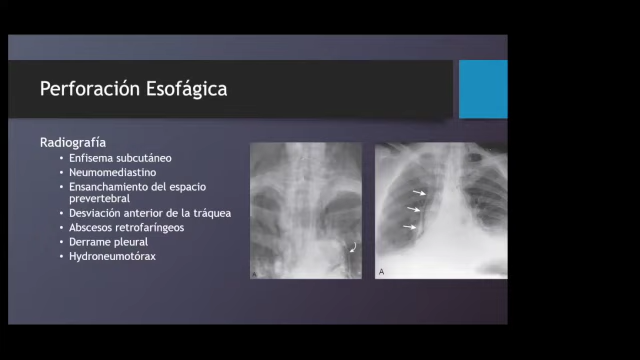 Perforación Esofágica
Radiografía
• Enfisema subcutáneo
• Neumomediastino
• Ensanchamiento del espacio
prevertebral
• Desviación anterior de la tráquea
• Abscesos retrofaríngeos
• Derrame pleural
• Hydroneumotórax
A
A